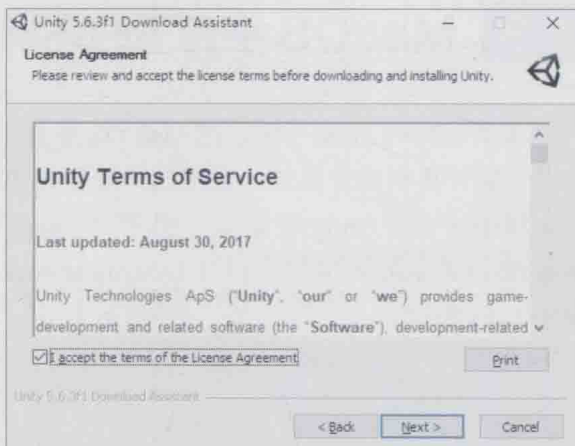 Unity 5.6.3f1 Download Assistant
License Agreement
Please review and accept the license terms before downloading and installing Unity.
Unity Terms of Service
Last updated: August 30, 2017
Unity Technologies ApS ("Unity", "our" or "we") provides game-
development and related software (the "Software"), development-related
I accept the terms of the License Agreement
Print
Unity 5.6.3f1 Download Assistant
< Back
Next >
Cancel